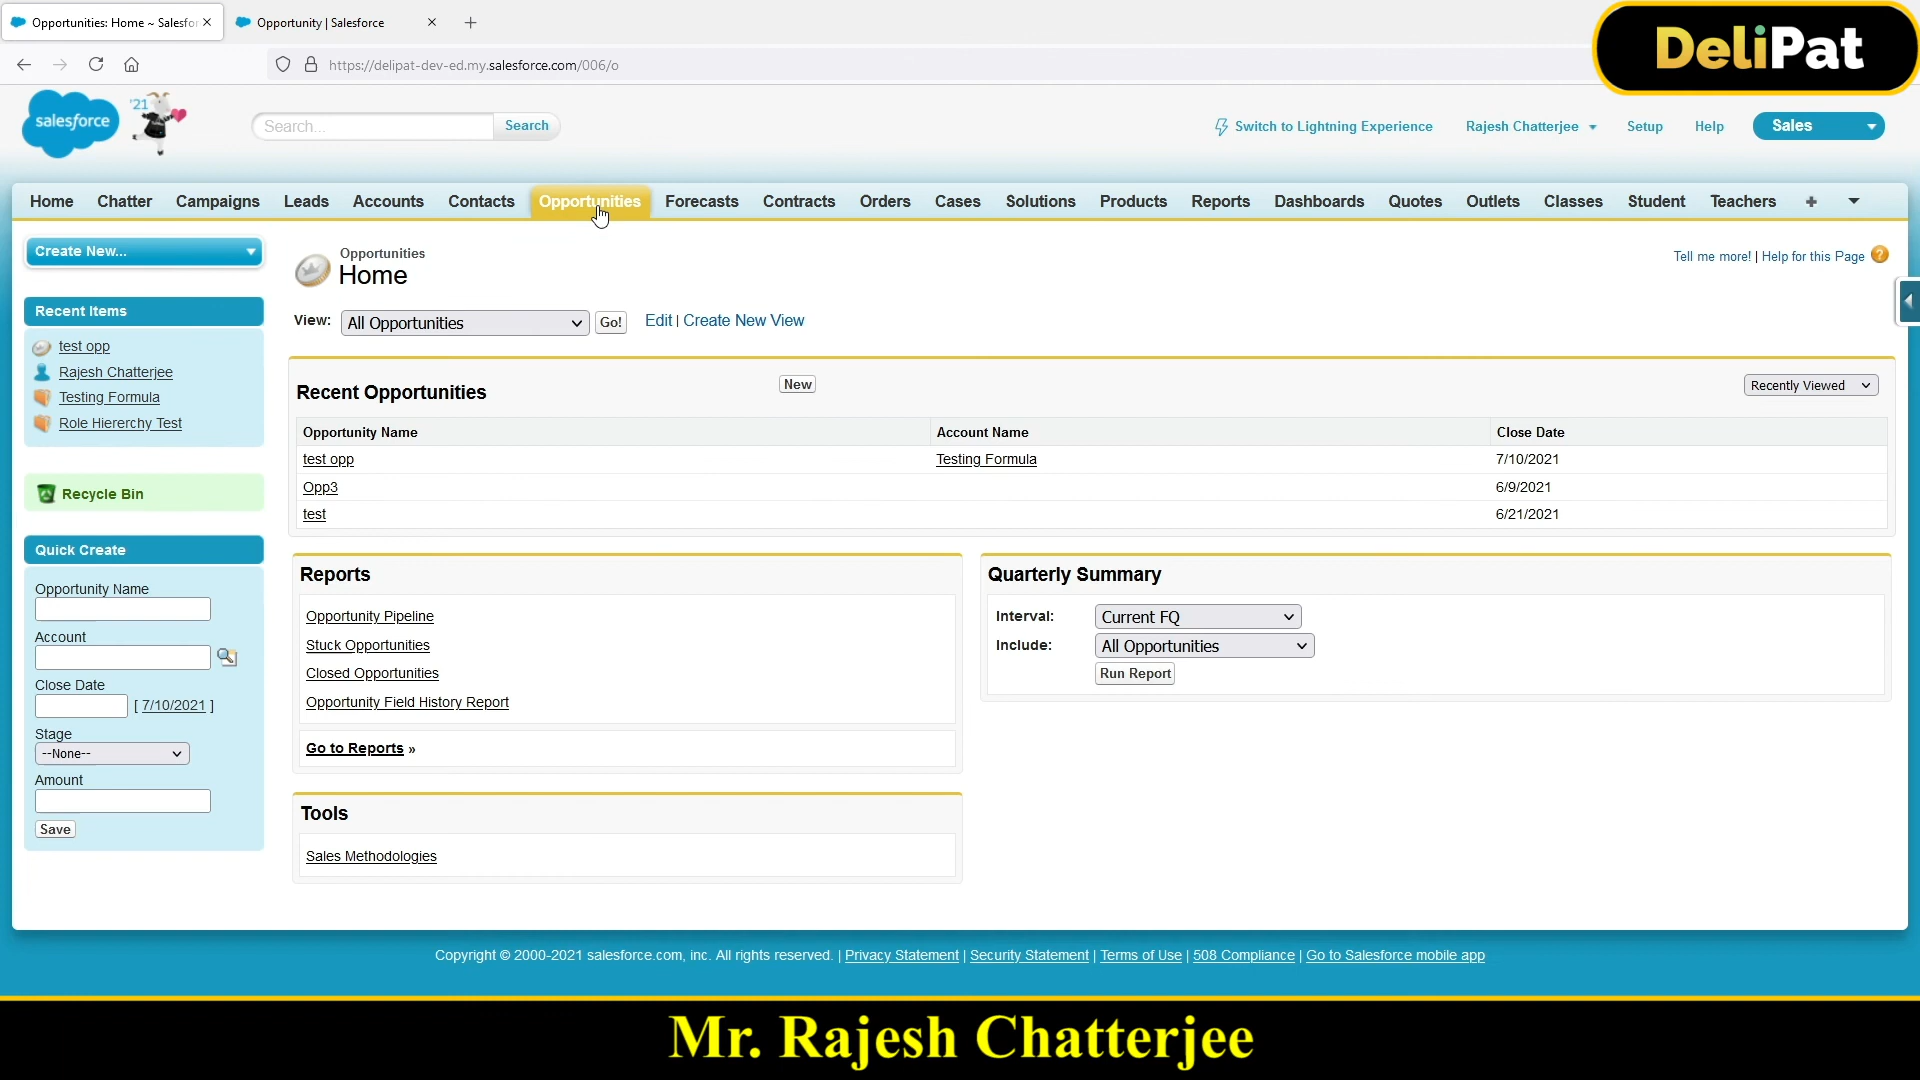 Opportunities: Home ~ Salesfor
Opportunity | Salesforce
https://delipat-dev-ed.my.salesforce.com/006/o
DeliPat
salesforce
'21
Search...
Search
Switch to Lightning Experience
Rajesh Chatterjee
Setup
Help
Sales
Home Chatter Campaigns Leads Accounts Contacts Opportunities Forecasts Contracts Orders Cases Solutions Products Reports Dashboards Quotes Outlets Classes Student Teachers +
Create New...
Recent Items
test opp
Rajesh Chatterjee
Testing Formula
Role Hiererchy Test
Recycle Bin
Quick Create
Opportunity Name
Account
Close Date
[ 7/10/2021 ]
Stage
--None--
Amount
Save
Opportunities
Home
Tell me more! | Help for this Page ?
View: All Opportunities Go! Edit | Create New View
Recent Opportunities New Recently Viewed
Opportunity Name Account Name Close Date
test opp Testing Formula 7/10/2021
Opp3 6/9/2021
test 6/21/2021
Reports
Opportunity Pipeline
Stuck Opportunities
Closed Opportunities
Opportunity Field History Report
Go to Reports »
Quarterly Summary
Interval: Current FQ
Include: All Opportunities
Run Report
Tools
Sales Methodologies
Copyright © 2000-2021 salesforce.com, inc. All rights reserved. | Privacy Statement | Security Statement | Terms of Use | 508 Compliance | Go to Salesforce mobile app
Mr. Rajesh Chatterjee